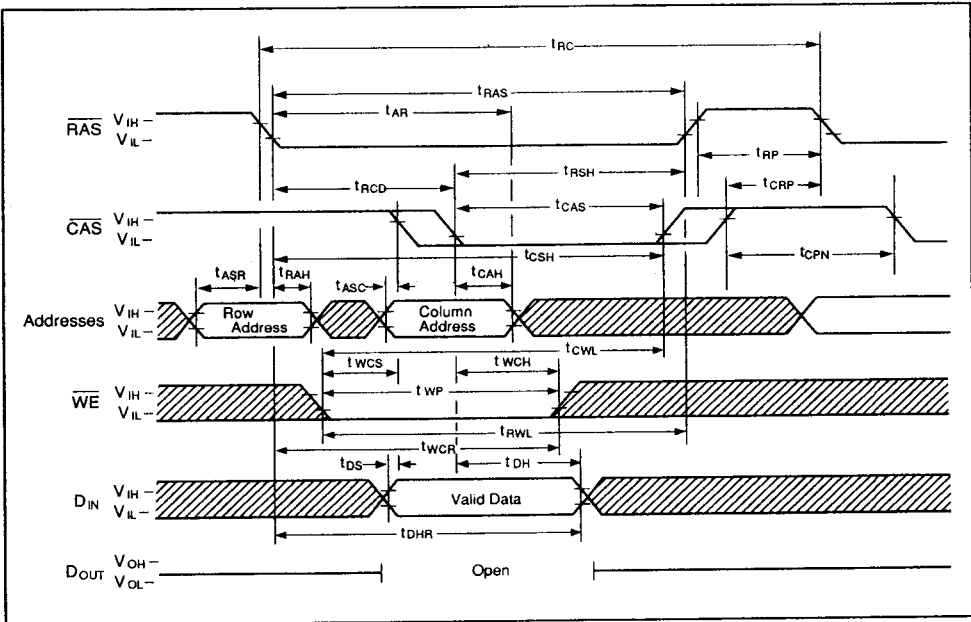 tRC
tRAS
tAR
RAS VIH
VIL
tRP
tRSH
tRCD
tCRP
tCAS
CAS VIH
VIL
tCSH
tCPN
tASR tRAH tASC tCAH
Addresses VIH
VIL
Row Address
Column Address
tCWL
tWCS tWCH
WE VIH
VIL
tWP
tRWL
tWCR
tDS tDH
DIN VIH
VIL
Valid Data
tDHR
DOUT VOH
VOL
Open